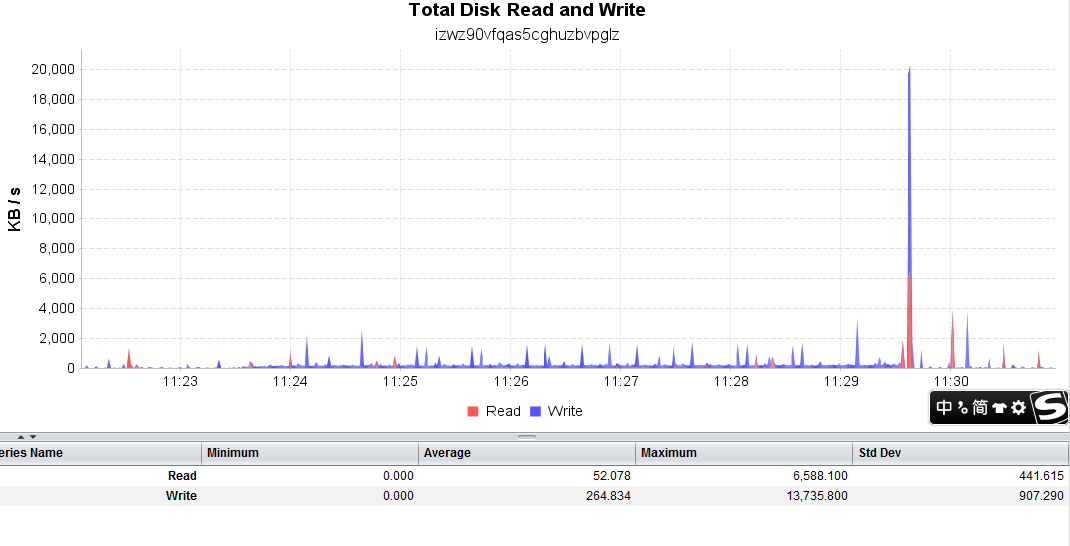 Total Disk Read and Write
izwz90vfqas5cghuzbvpglz
KB / s
20,000
18,000
16,000
14,000
12,000
10,000
8,000
6,000
4,000
2,000
0
11:23 11:24 11:25 11:26 11:27 11:28 11:29 11:30
Read Write
中 简 S
eries Name Minimum Average Maximum Std Dev
Read 0.000 52.078 6,588.100 441.615
Write 0.000 264.834 13,735.800 907.290